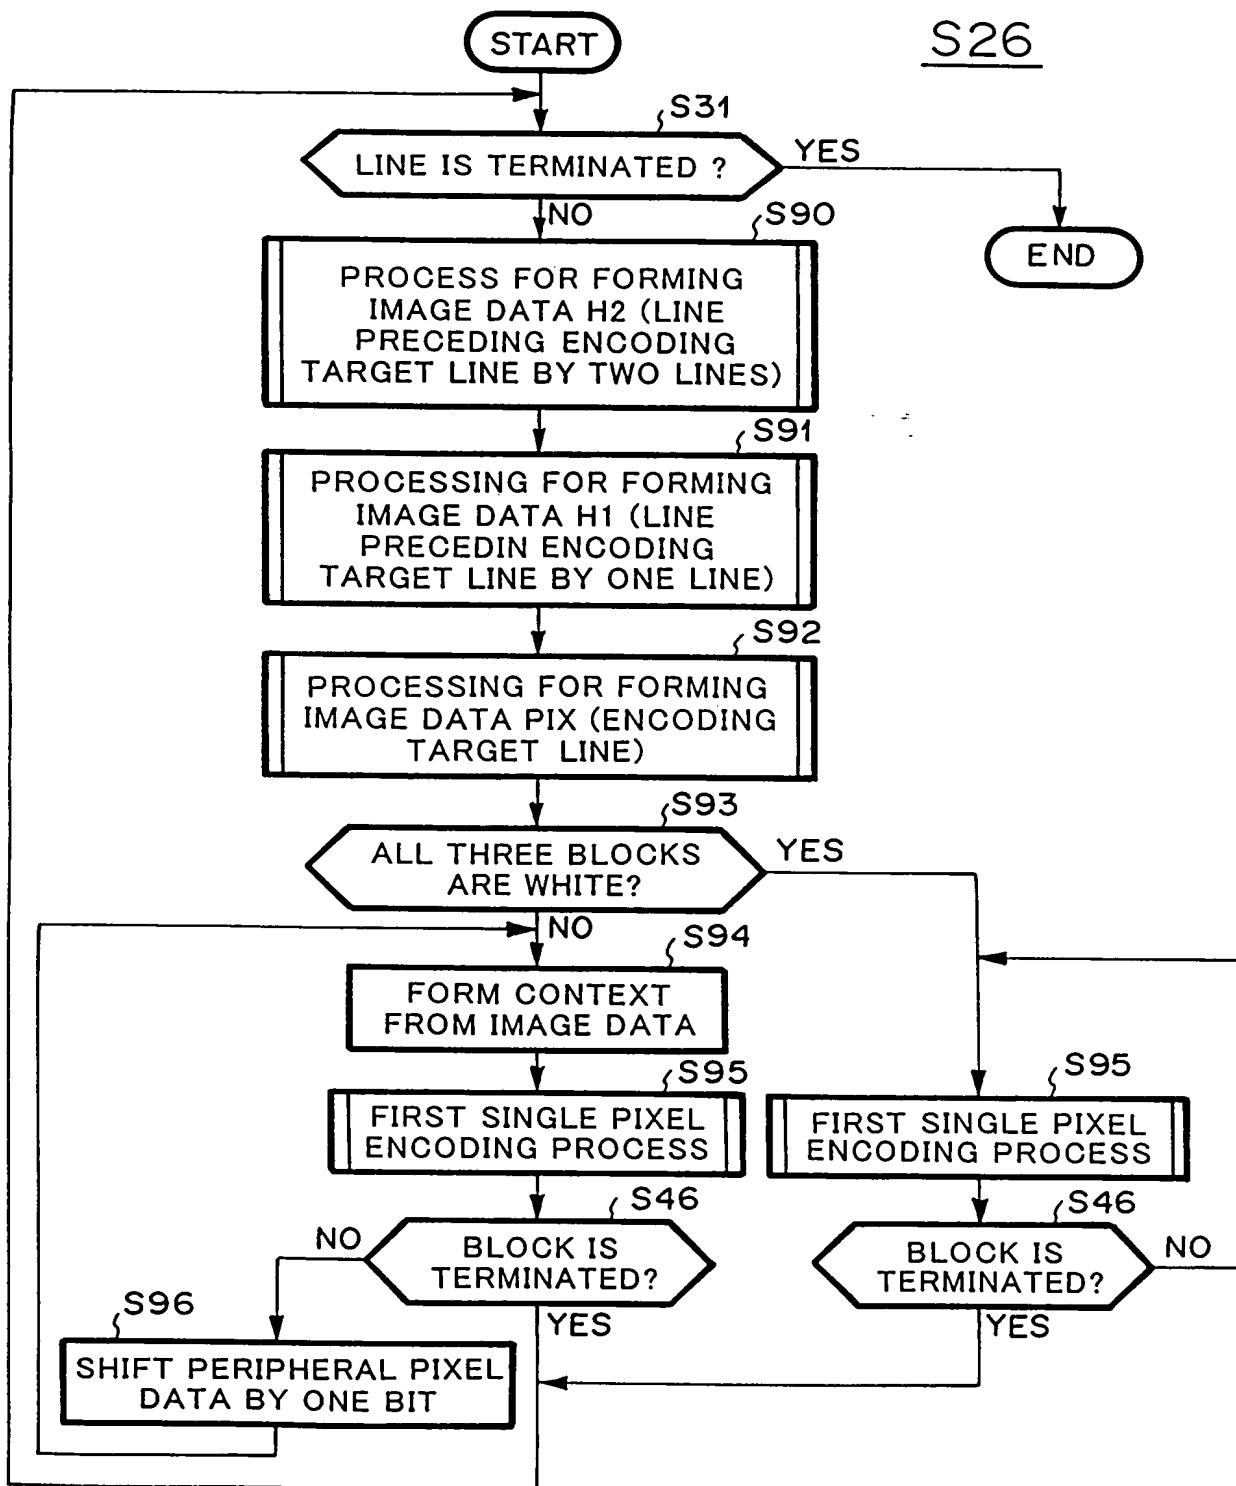 START
S26
S31
LINE IS TERMINATED ?
YES
NO
S90
END
PROCESS FOR FORMING
IMAGE DATA H2 (LINE
PRECEDING ENCODING
TARGET LINE BY TWO LINES)
S91
PROCESSING FOR FORMING
IMAGE DATA H1 (LINE
PRECEDIN ENCODING
TARGET LINE BY ONE LINE)
S92
PROCESSING FOR FORMING
IMAGE DATA PIX (ENCODING
TARGET LINE)
S93
ALL THREE BLOCKS
ARE WHITE?
YES
NO
S94
FORM CONTEXT
FROM IMAGE DATA
S95
FIRST SINGLE PIXEL
ENCODING PROCESS
S95
FIRST SINGLE PIXEL
ENCODING PROCESS
S46
BLOCK IS
TERMINATED?
NO
YES
S46
BLOCK IS
TERMINATED?
NO
YES
S96
SHIFT PERIPHERAL PIXEL
DATA BY ONE BIT